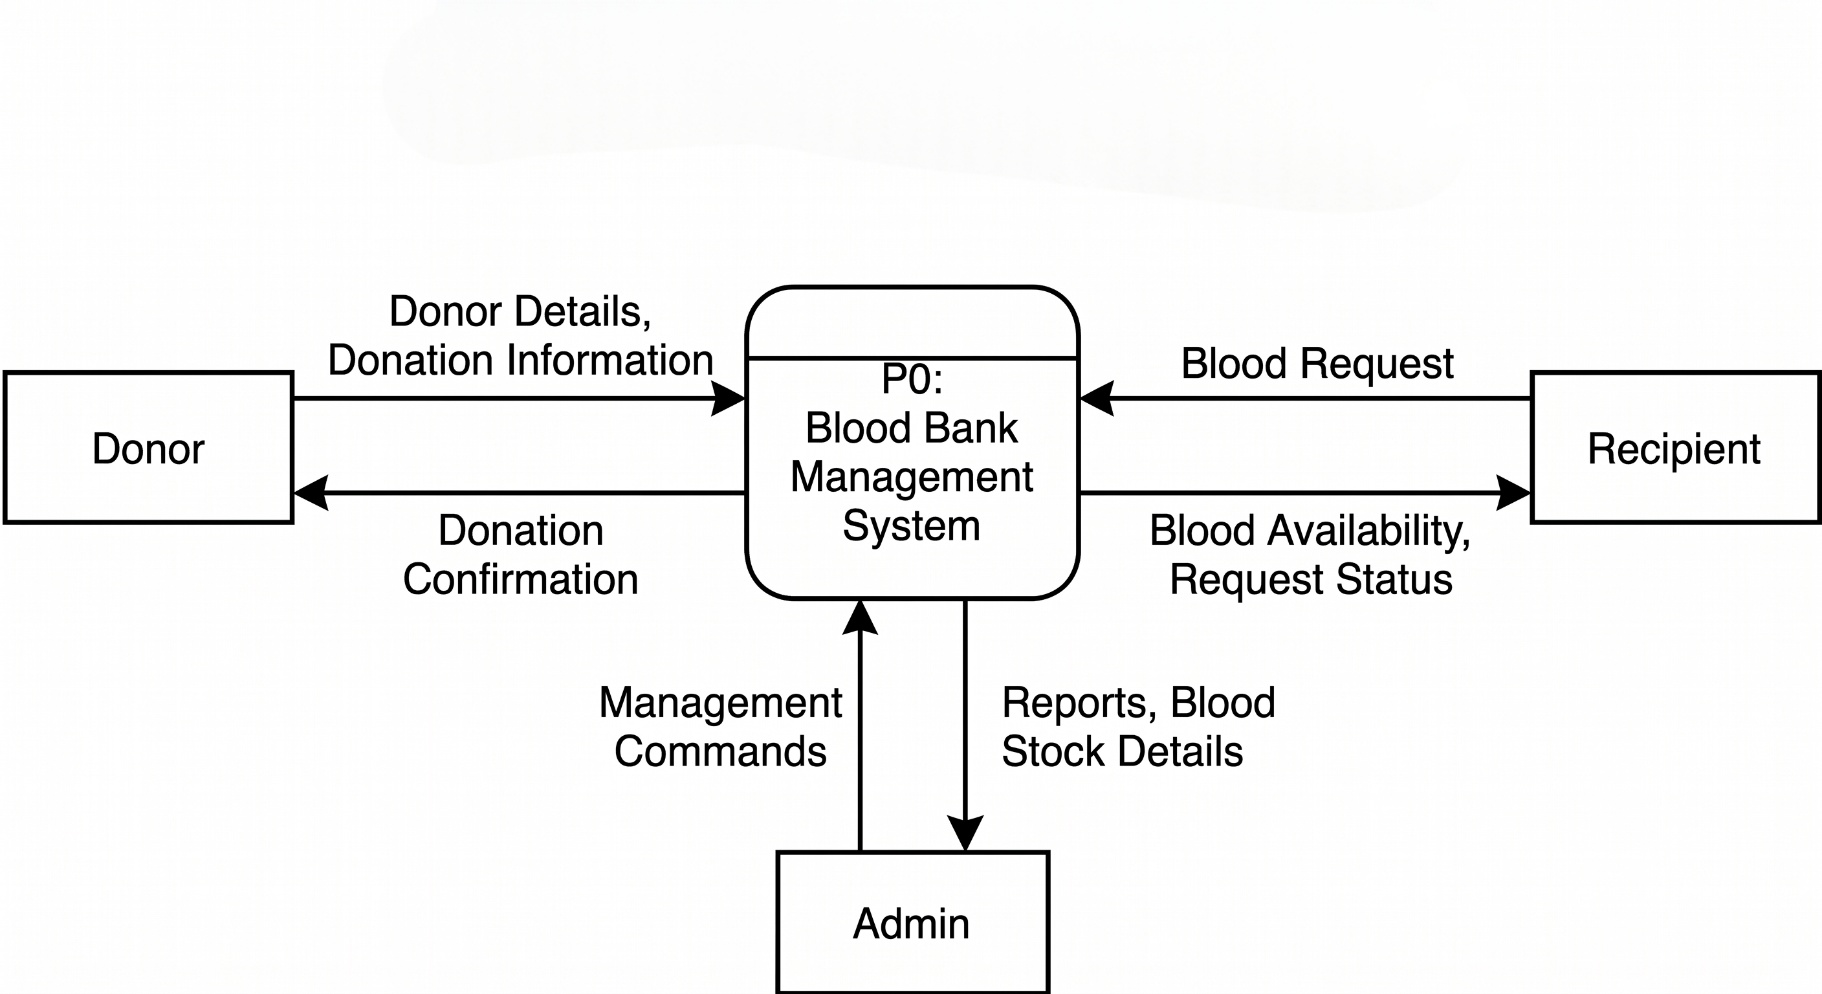 Donor Details,
Donation Information
Donor
Donation
Confirmation
P0:
Blood Bank
Management
System
Blood Request
Recipient
Blood Availability,
Request Status
Management
Commands
Reports, Blood
Stock Details
Admin